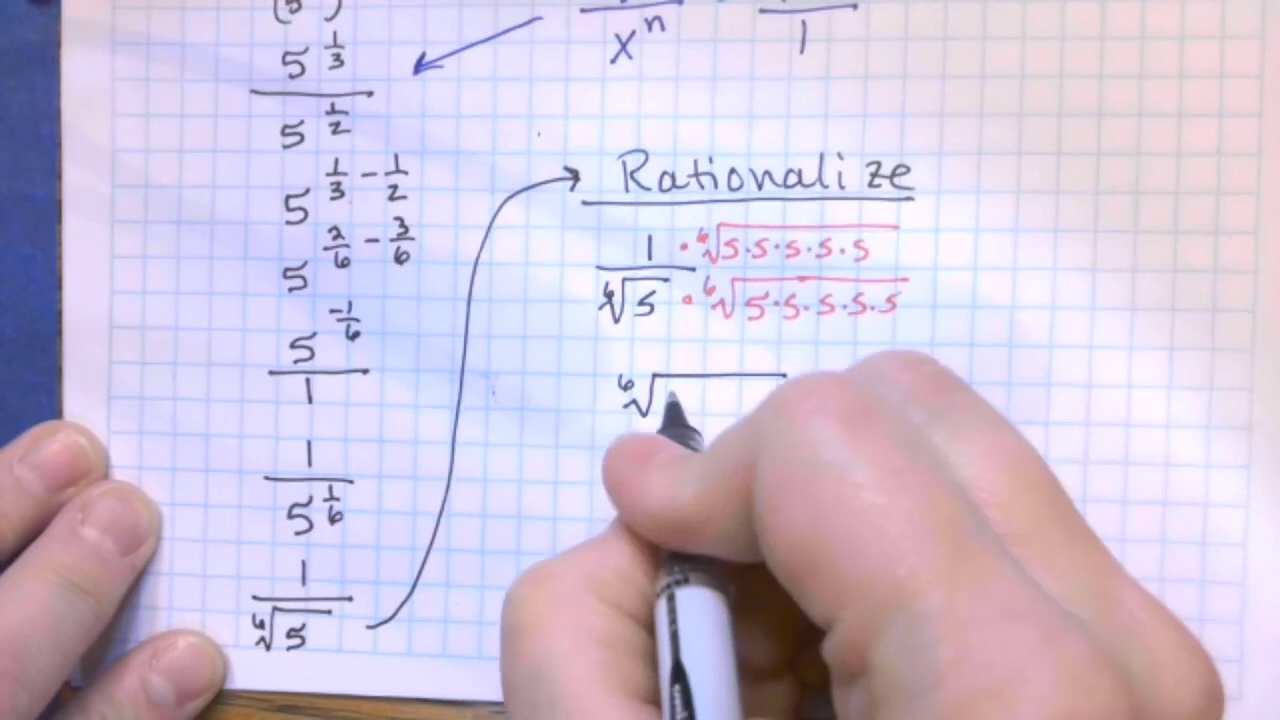 5^{1/3}
5^{1/2}
5^{1/3 - 1/2}
5^{2/6 - 3/6}
5^{-1/6}
1
1
5^{1/6}
1
⁶√5
xⁿ
1
Rationalize
1 · ⁶√5·5·5·5·5
⁶√5 · ⁶√5·5·5·5·5
⁶√